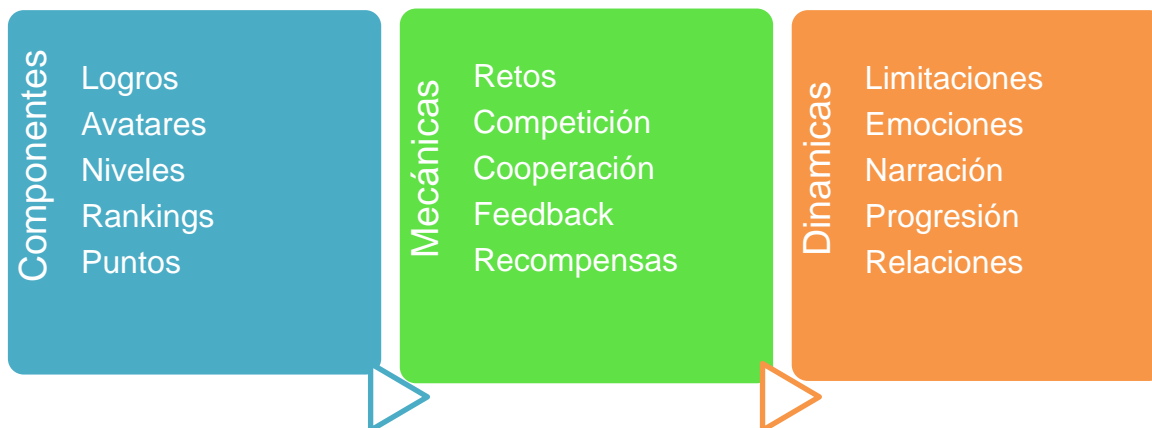 Componentes
Logros
Avatares
Niveles
Rankings
Puntos
Mecánicas
Retos
Competición
Cooperación
Feedback
Recompensas
Dinamicas
Limitaciones
Emociones
Narración
Progresión
Relaciones